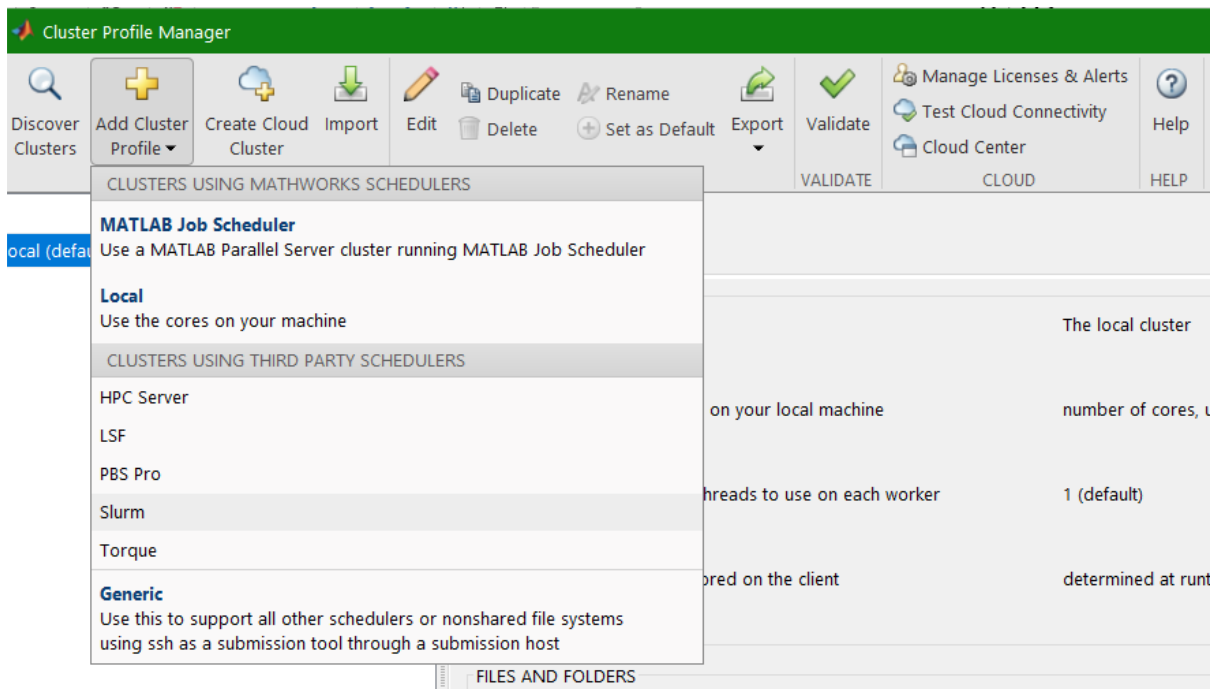 Cluster Profile Manager
Discover
Clusters
Add Cluster
Profile
Create Cloud
Cluster
Import
Edit
Duplicate
Delete
Rename
Set as Default
Export
Validate
Manage Licenses & Alerts
Test Cloud Connectivity
Cloud Center
Help
VALIDATE
CLOUD
HELP
CLUSTERS USING MATHWORKS SCHEDULERS
MATLAB Job Scheduler
Use a MATLAB Parallel Server cluster running MATLAB Job Scheduler
Local
Use the cores on your machine
CLUSTERS USING THIRD PARTY SCHEDULERS
HPC Server
LSF
PBS Pro
Slurm
Torque
Generic
Use this to support all other schedulers or nonshared file systems
using ssh as a submission tool through a submission host
ocal (defau
The local cluster
on your local machine
number of cores, u
hreads to use on each worker
1 (default)
ored on the client
determined at runt
FILES AND FOLDERS